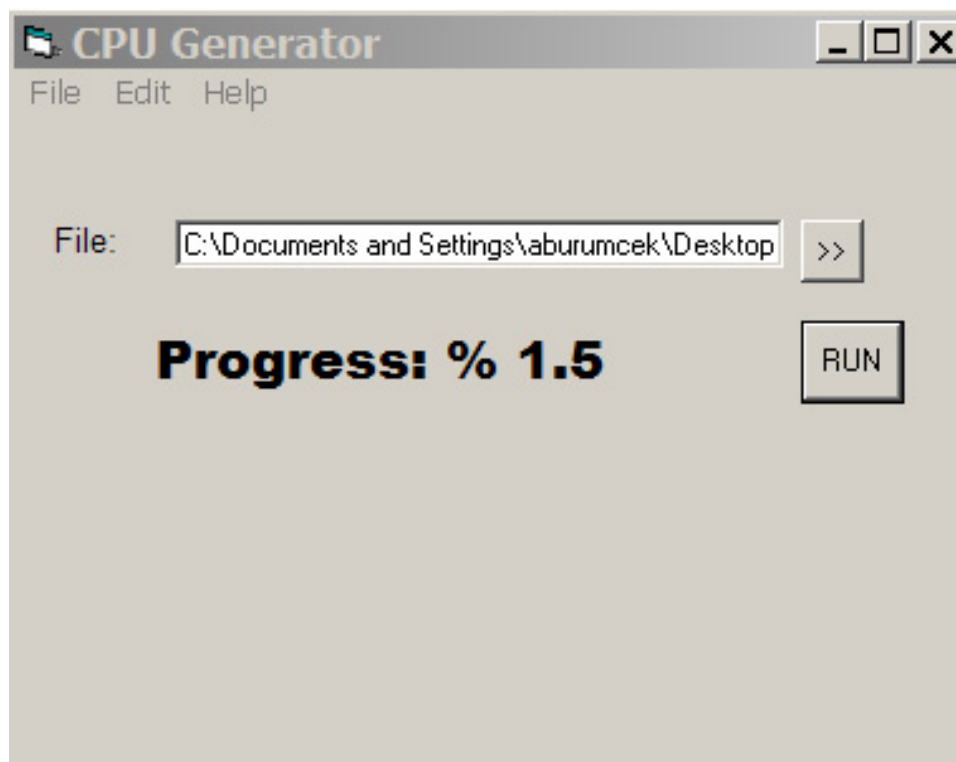 CPU Generator
File Edit Help
File: C:\Documents and Settings\aburumcek\Desktop >>
Progress: % 1.5 RUN